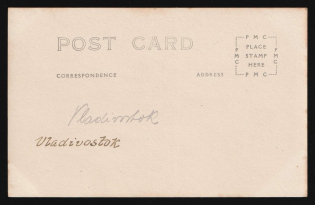 POST CARD
CORRESPONDENCE ADDRESS
P M C
P M C PLACE STAMP HERE P M C
P M C
Vladivostok
Vladivostok